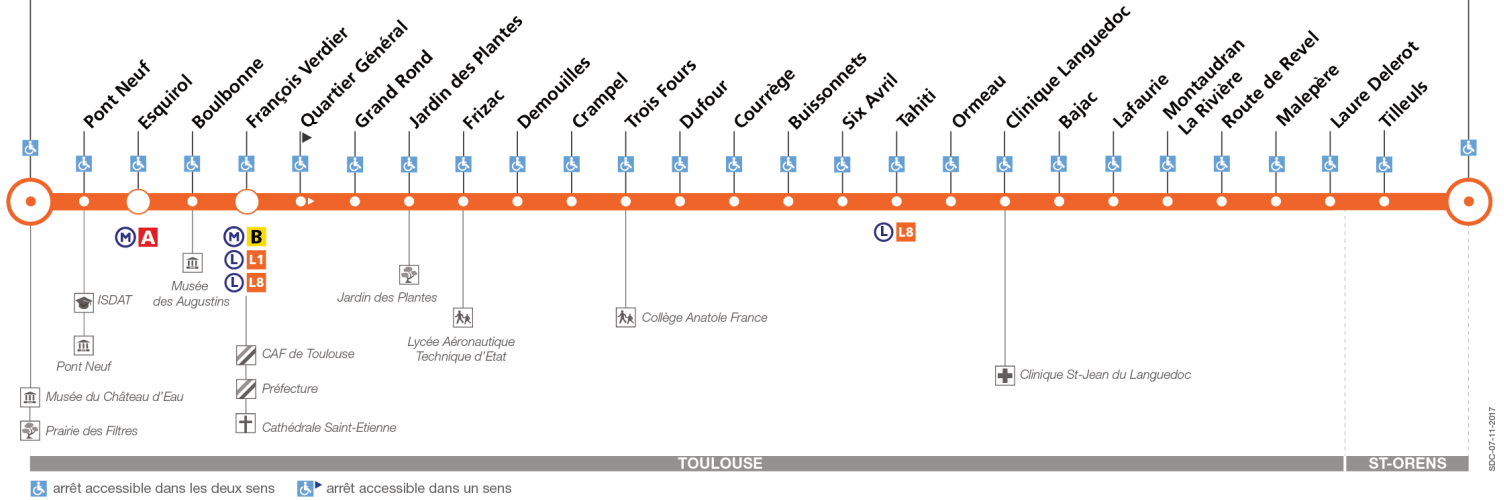 Pont Neuf
Esquirol
Boulbonne
François Verdier
Quartier Général
Grand Rond
Jardin des Plantes
Frizac
Demouilles
Crampel
Trois Fours
Dufour
Courrège
Buissonnets
Six Avril
Tahiti
Ormeau
Clinique Languedoc
Bajac
Lafaurie
Montaudran
La Rivière
Route de Revel
Malepère
Laure Delerot
Tilleuls
M A
M B
L L1
L L8
L L8
Musée
des Augustins
ISDAT
Pont Neuf
Musée du Château d'Eau
Prairie des Filtres
CAF de Toulouse
Préfecture
Cathédrale Saint-Etienne
Jardin des Plantes
Lycée Aéronautique
Technique d'Etat
Collège Anatole France
Clinique St-Jean du Languedoc
TOULOUSE
ST-ORENS
SDC-07-11-2017
arrêt accessible dans les deux sens
arrêt accessible dans un sens